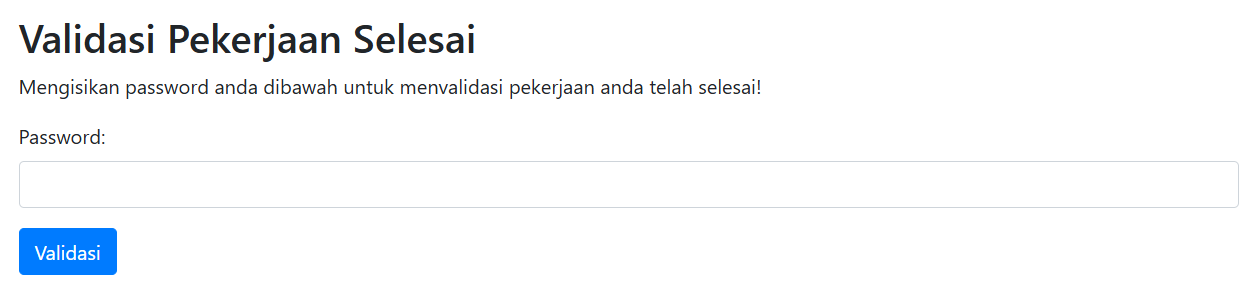 Validasi Pekerjaan Selesai
Mengisikan password anda dibawah untuk menvalidasi pekerjaan anda telah selesai!
Password:
Validasi